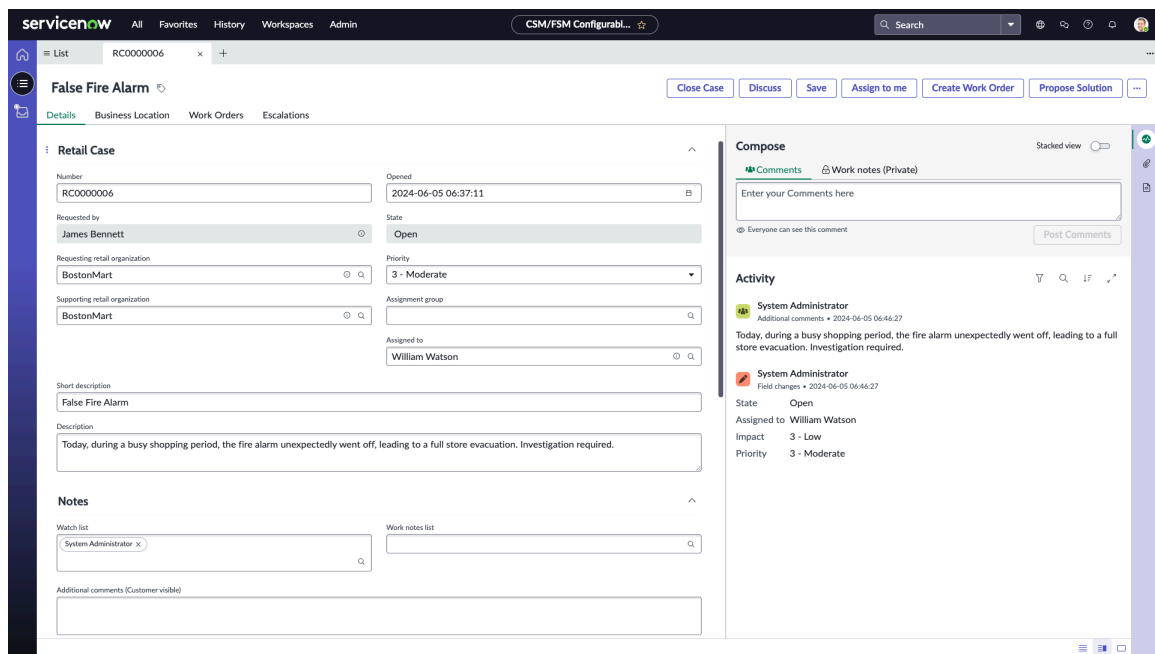 servicenow All Favorites History Workspaces Admin CSM/FSM Configurabl... Search
List RC0000006
False Fire Alarm Close Case Discuss Save Assign to me Create Work Order Propose Solution
Details Business Location Work Orders Escalations
Retail Case
Number
RC0000006
Opened
2024-06-05 06:37:11
Requested by
James Bennett
State
Open
Requesting retail organization
BostonMart
Priority
3 - Moderate
Supporting retail organization
BostonMart
Assignment group
Assigned to
William Watson
Short description
False Fire Alarm
Description
Today, during a busy shopping period, the fire alarm unexpectedly went off, leading to a full store evacuation. Investigation required.
Notes
Watch list
System Administrator
Work notes list
Additional comments (Customer visible)
Compose Stacked view
Comments Work notes (Private)
Enter your Comments here
Everyone can see this comment Post Comments
Activity
System Administrator
Additional comments • 2024-06-05 06:46:27
Today, during a busy shopping period, the fire alarm unexpectedly went off, leading to a full
store evacuation. Investigation required.
System Administrator
Field changes • 2024-06-05 06:46:27
State Open
Assigned to William Watson
Impact 3 - Low
Priority 3 - Moderate